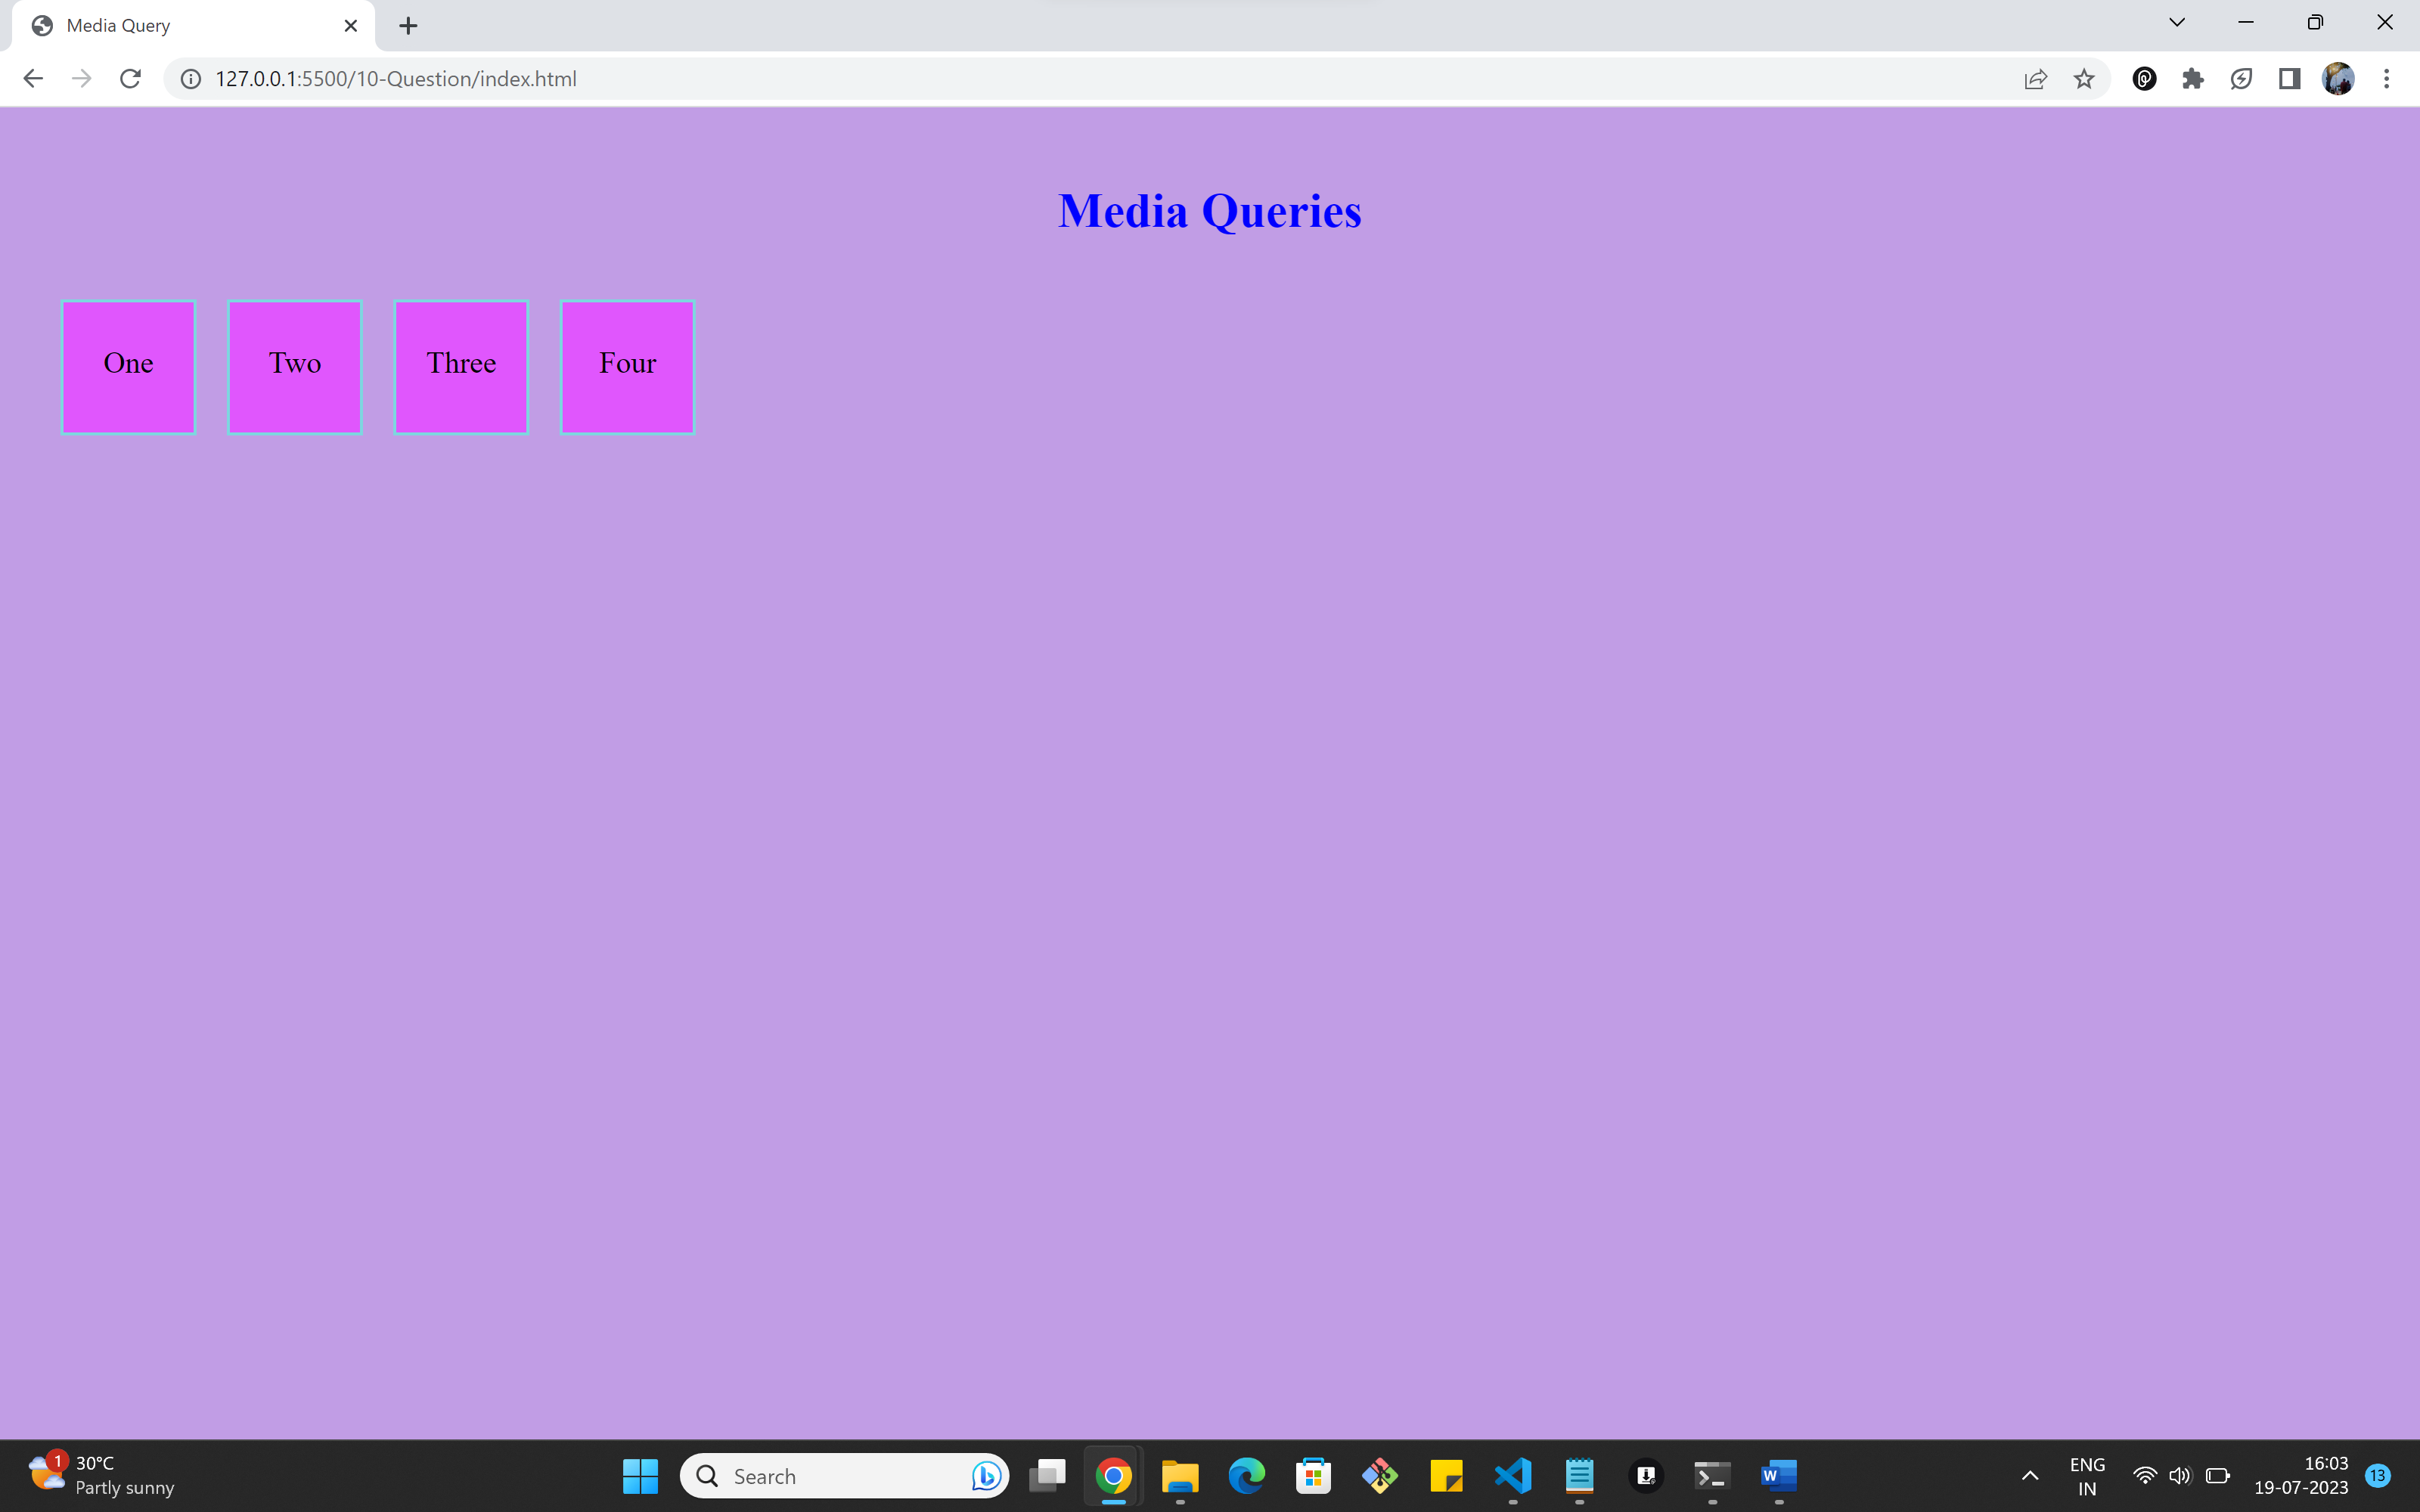 Media Query
127.0.0.1:5500/10-Question/index.html
Media Queries
One Two Three Four
1 30°C
Partly sunny
Search
W
ENG
IN
16:03
19-07-2023
13